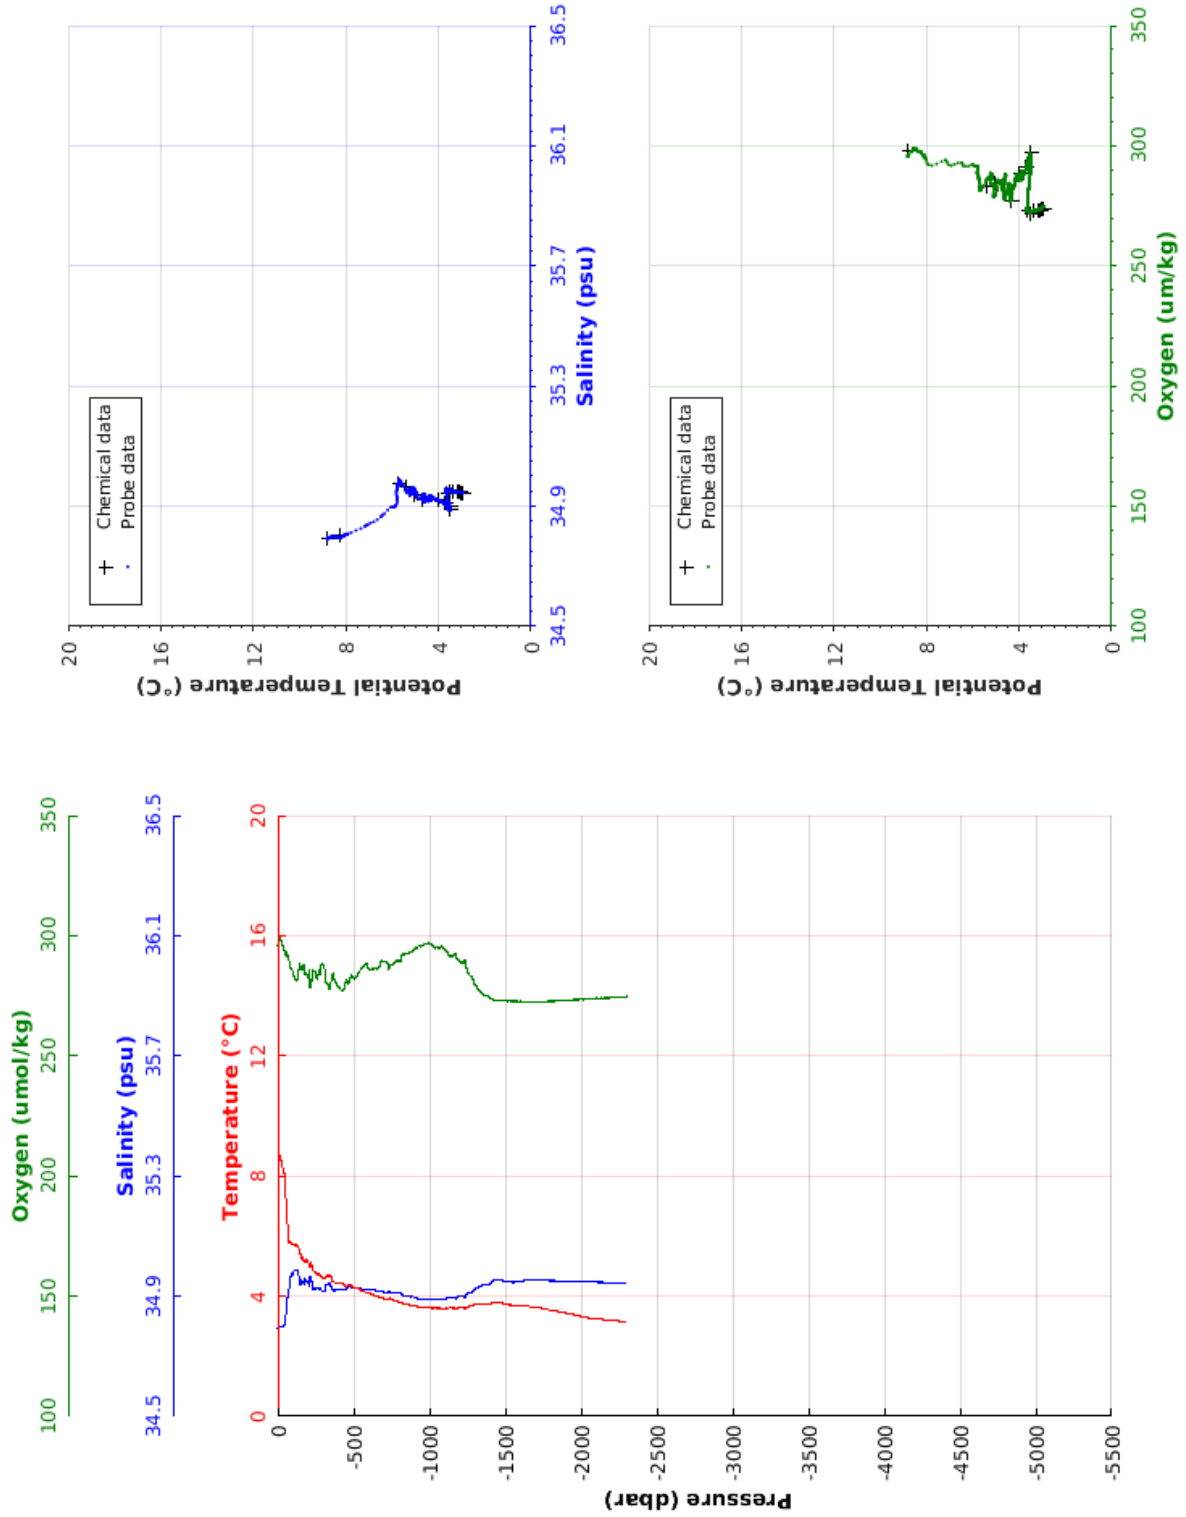 Oxygen (umol/kg)
100 150 200 250 300 350
Salinity (psu)
34.5 34.9 35.3 35.7 36.1 36.5
Temperature (°C)
0 4 8 12 16 20
Pressure (dbar)
0
-500
-1000
-1500
-2000
-2500
-3000
-3500
-4000
-4500
-5000
-5500
Potential Temperature (°C)
20
16
12
8
4
0
Chemical data
Probe data
34.5 34.9 35.3 35.7 36.1 36.5
Salinity (psu)
Potential Temperature (°C)
20
16
12
8
4
0
Chemical data
Probe data
100 150 200 250 300 350
Oxygen (um/kg)